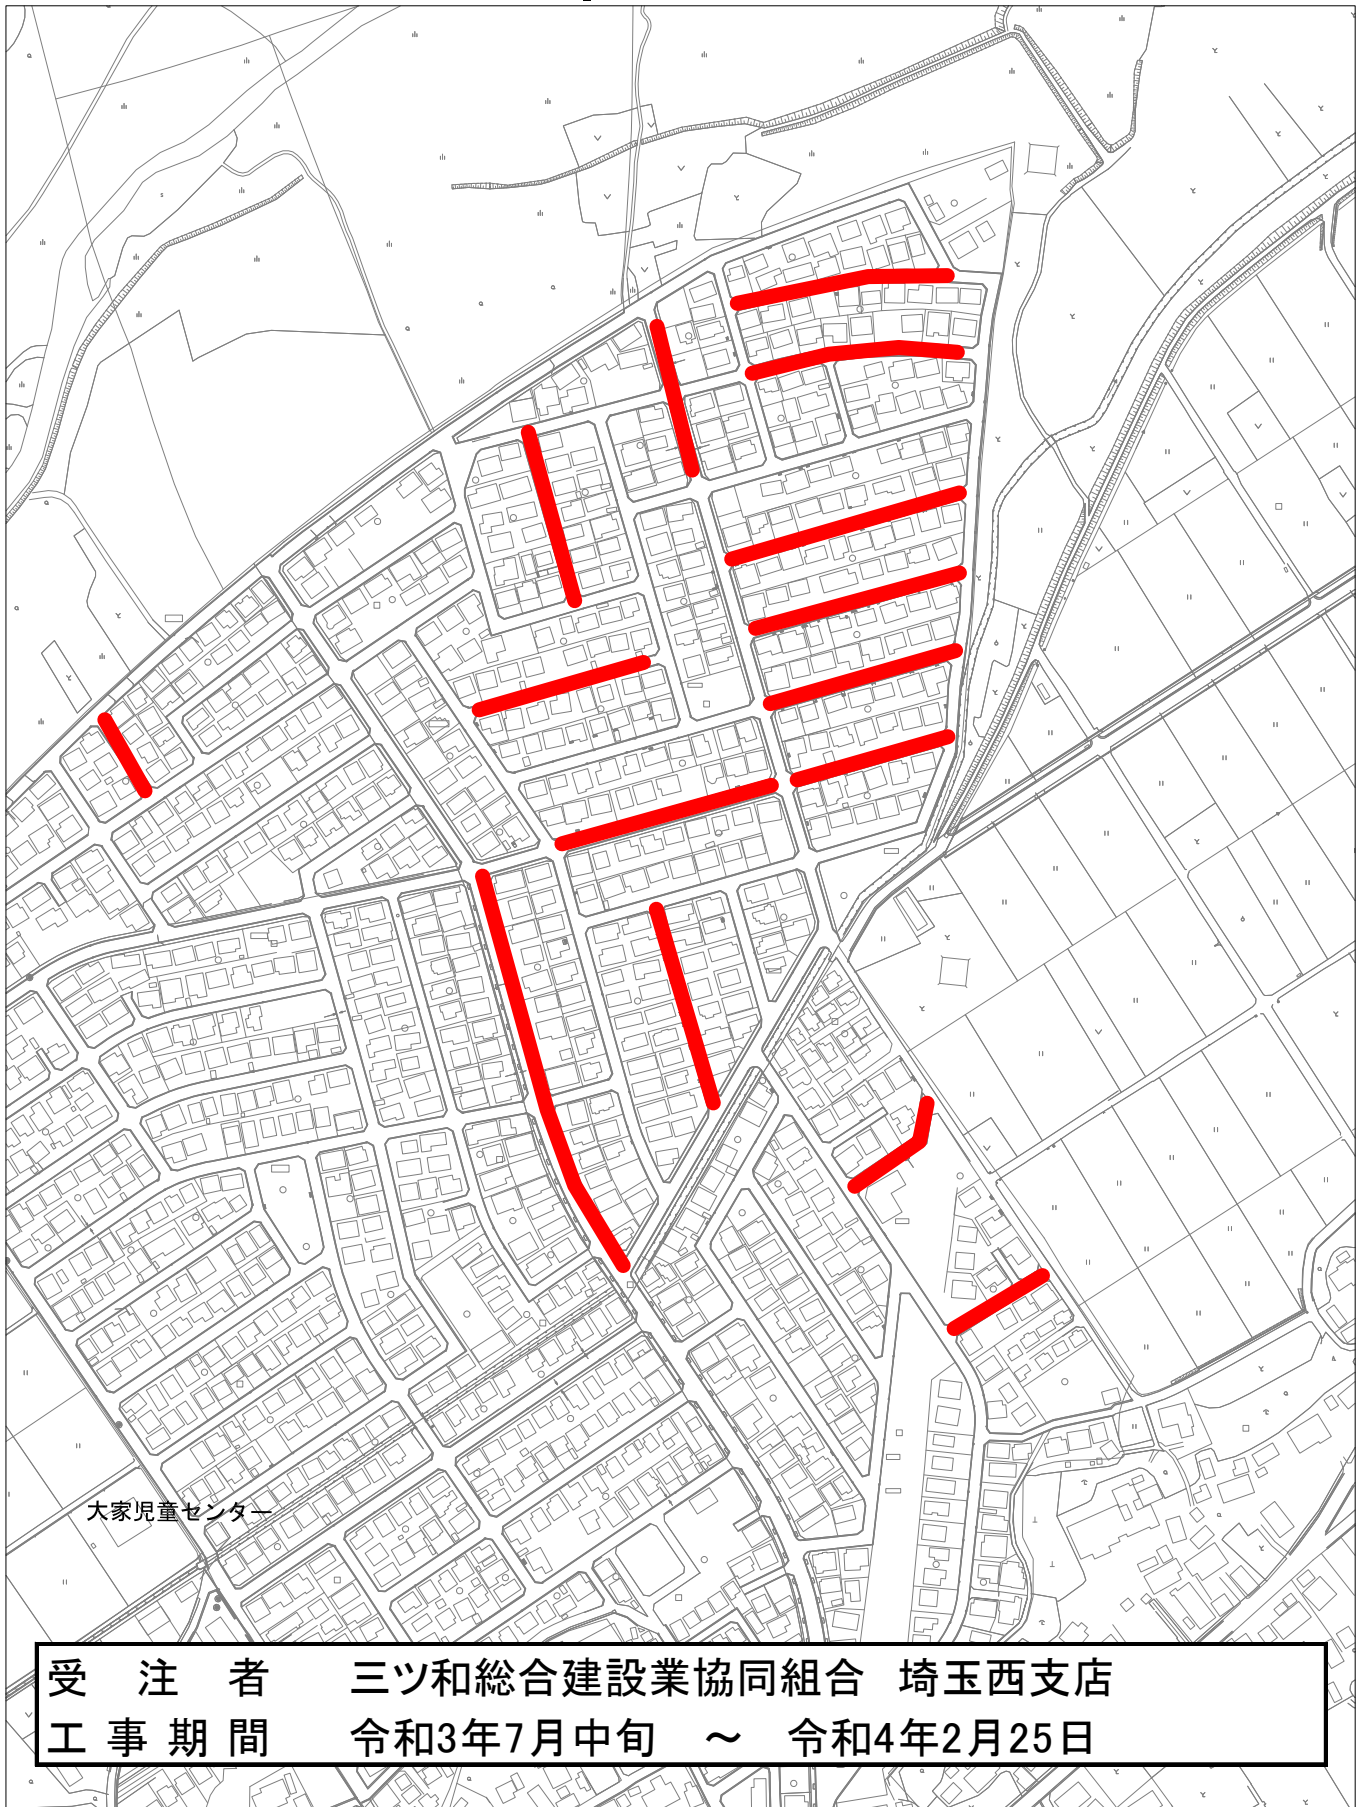 大家児童センター
受注者 三ツ和総合建設業協同組合 埼玉西支店
工事期間 令和3年7月中旬 ～ 令和4年2月25日